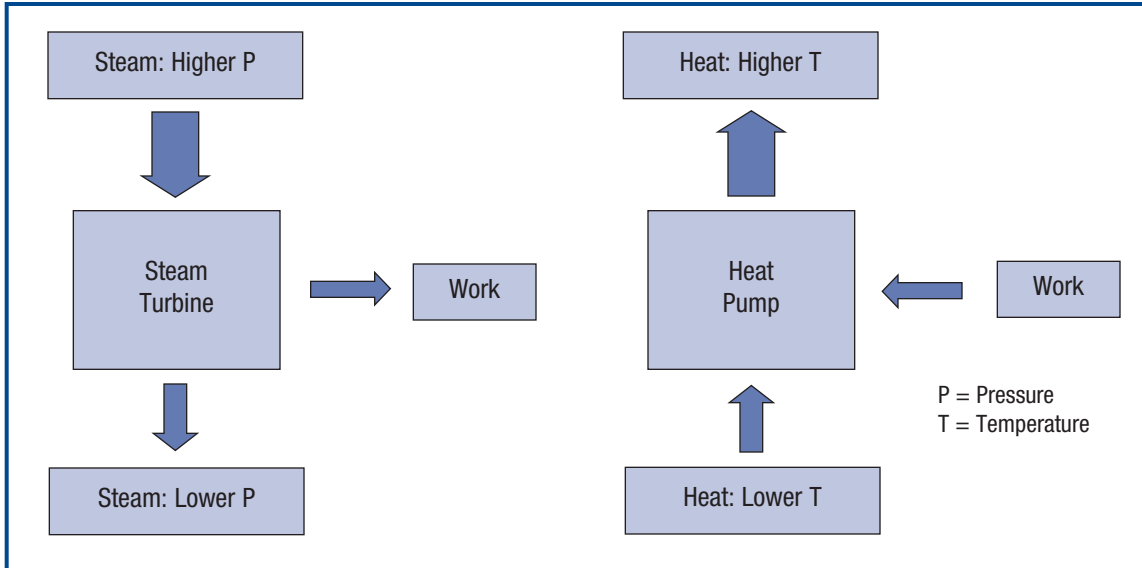 Steam: Higher P
Steam
Turbine
Work
Steam: Lower P
Heat: Higher T
Heat
Pump
Work
Heat: Lower T
P = Pressure
T = Temperature